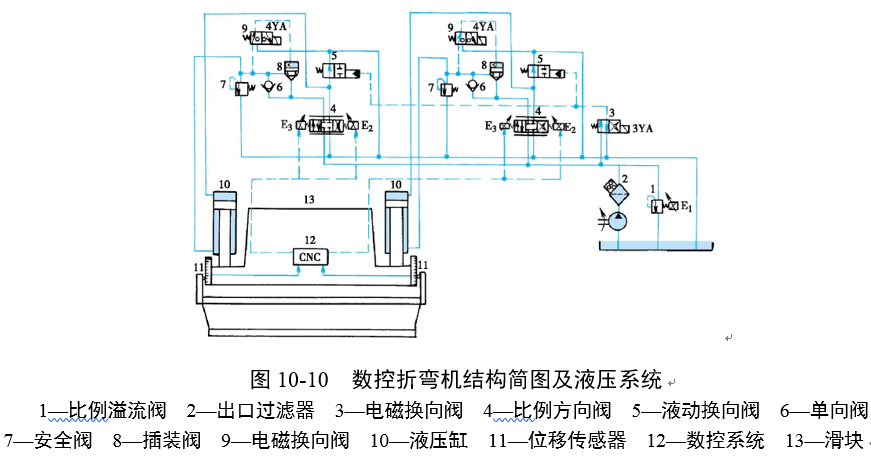 4YA
4YA
9
9
5
5
8
8
7
6
7
6
4
4
3
E3
E2
E3
E2
3YA
10
13
10
2
1
E1
12
CNC
11
11
图 10-10 数控折弯机结构简图及液压系统
1—比例溢流阀 2—出口过滤器 3—电磁换向阀 4—比例方向阀 5—液动换向阀 6—单向阀
7—安全阀 8—插装阀 9—电磁换向阀 10—液压缸 11—位移传感器 12—数控系统 13—滑块